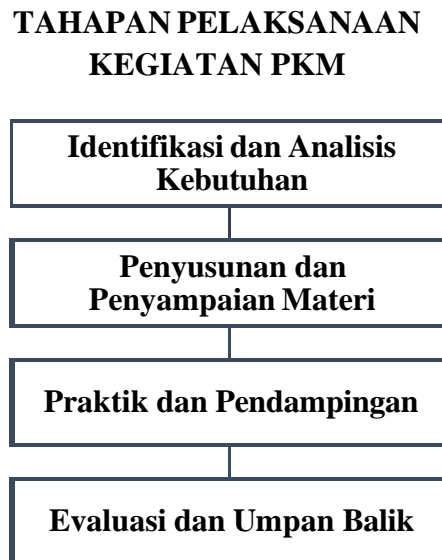 TAHAPAN PELAKSANAAN
KEGIATAN PKM
Identifikasi dan Analisis
Kebutuhan
Penyusunan dan
Penyampaian Materi
Praktik dan Pendampingan
Evaluasi dan Umpan Balik